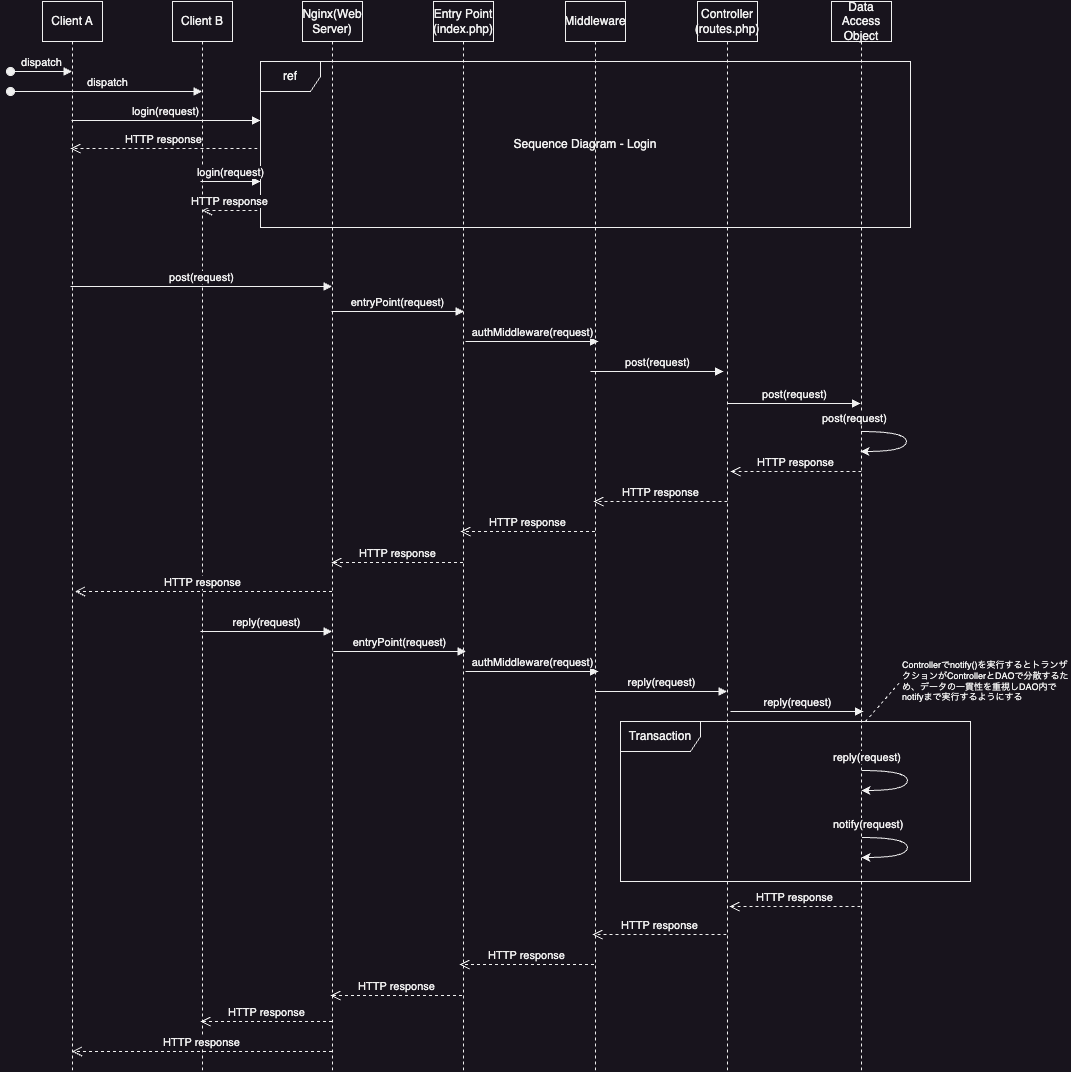 Client A
Client B
Nginx(Web
Server)
Entry Point
(index.php)
Middleware
Controller
(routes.php)
Data
Access
Object
dispatch
dispatch
ref
login(request)
HTTP response
Sequence Diagram - Login
login(request)
HTTP response
post(request)
entryPoint(request)
authMiddleware(request)
post(request)
post(request)
post(request)
HTTP response
HTTP response
HTTP response
HTTP response
HTTP response
reply(request)
entryPoint(request)
authMiddleware(request)
reply(request)
reply(request)
Controllerでnotify()を実行するとトランザ
クションがControllerとDAOで分散するた
め、データの一貫性を重視しDAO内で
notifyまで実行するようにする
Transaction
reply(request)
notify(request)
HTTP response
HTTP response
HTTP response
HTTP response
HTTP response
HTTP response